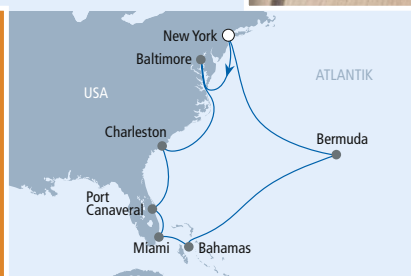 New York
Baltimore
ATLANTIK
USA
Charleston
Bermuda
Port
Canaveral
Miami
Bahamas